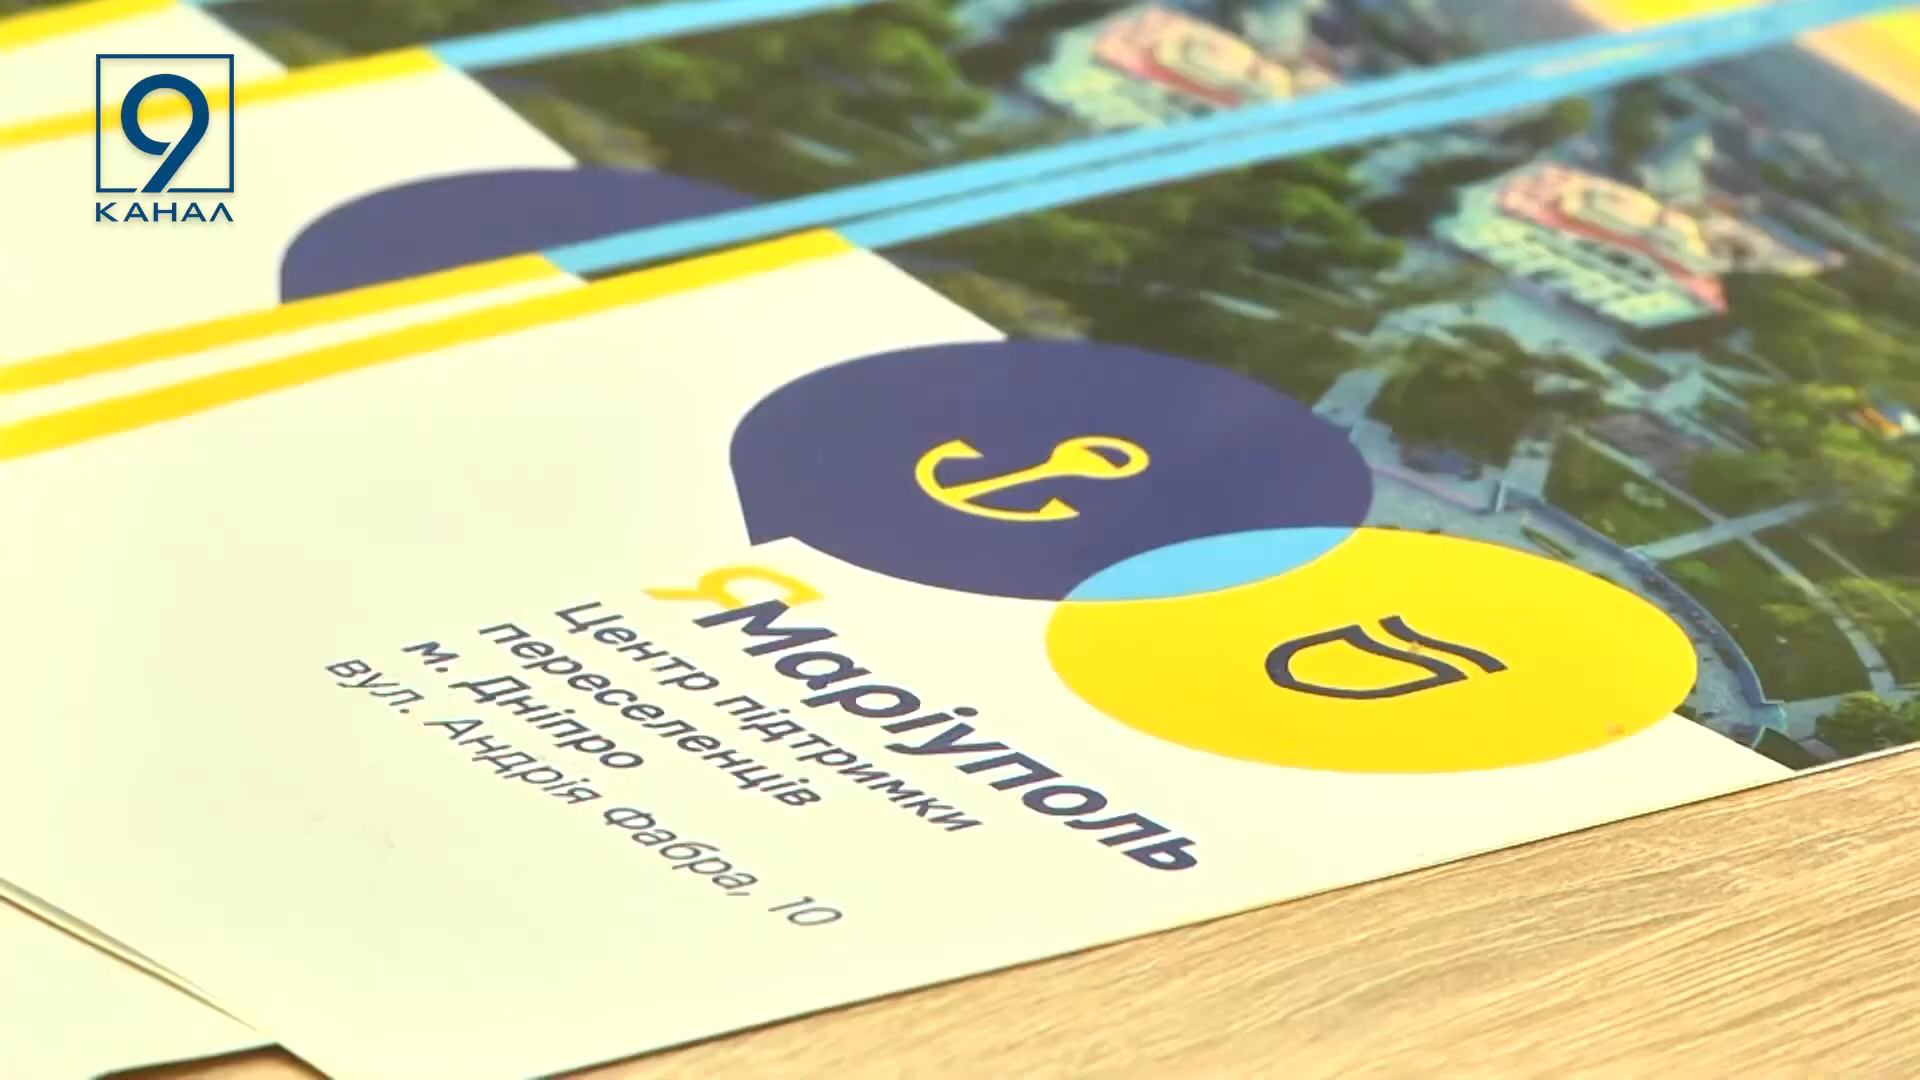 9
КАНАЛ
ЯМаріуполь
Центр підтримки
переселенців
м. Дніпро
вул. Андрія Фабра, 10